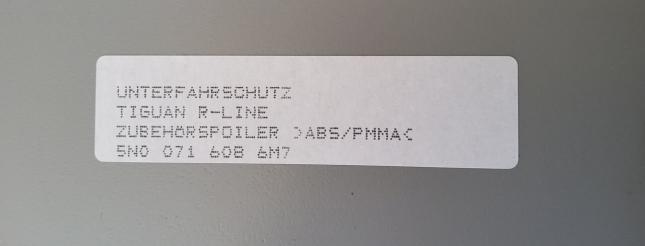 UNTERFAHRSCHUTZ
TIGUAN R-LINE
ZUBEHÖRSPOILER >ABS/PMMA<
5N0 071 608 6M7